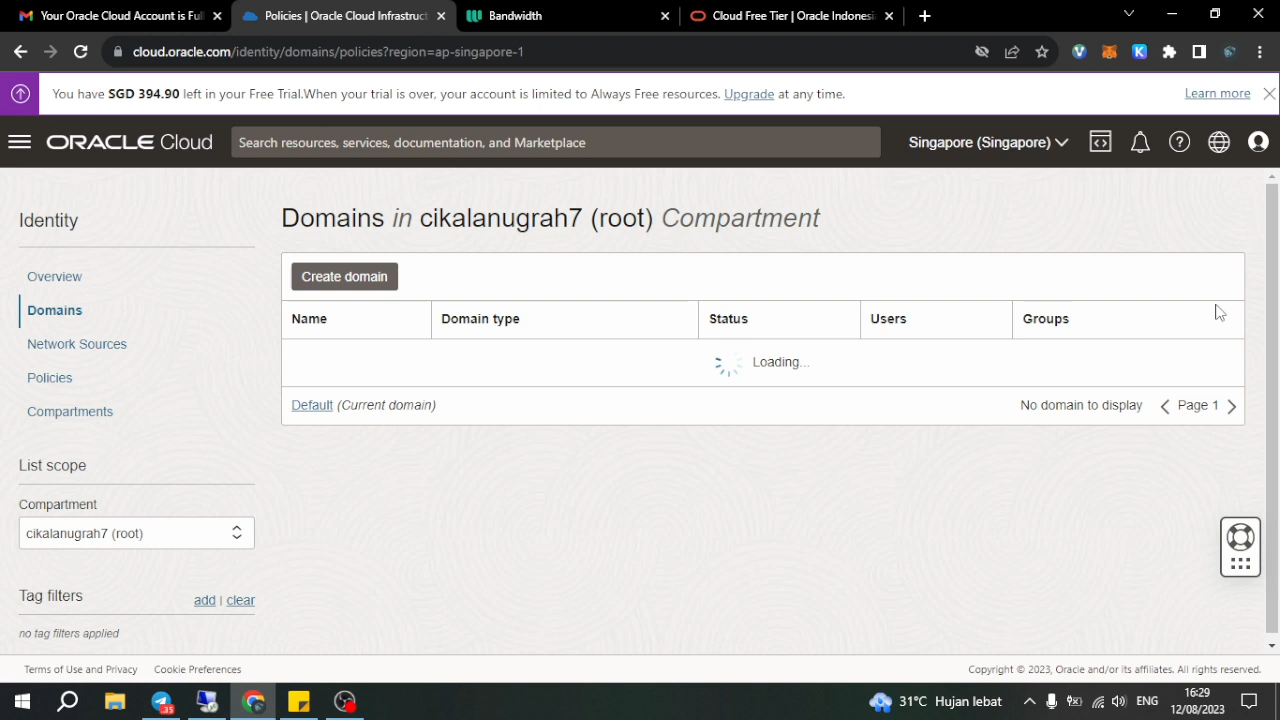 Your Oracle Cloud Account is Full
Policies | Oracle Cloud Infrastruct
Bandwidth
Cloud Free Tier | Oracle Indonesia
cloud.oracle.com/identity/domains/policies?region=ap-singapore-1
You have SGD 394.90 left in your Free Trial.When your trial is over, your account is limited to Always Free resources. Upgrade at any time.
Learn more
ORACLE Cloud
Search resources, services, documentation, and Marketplace
Singapore (Singapore)
Identity
Overview
Domains
Network Sources
Policies
Compartments
List scope
Compartment
cikalanugrah7 (root)
Tag filters
add | clear
no tag filters applied
Domains in cikalanugrah7 (root) Compartment
Create domain
Name Domain type Status Users Groups
Loading...
Default (Current domain)
No domain to display
Page 1
Terms of Use and Privacy Cookie Preferences
Copyright © 2023, Oracle and/or its affiliates. All rights reserved.
35
31°C Hujan lebat
ENG
16:29
12/08/2023